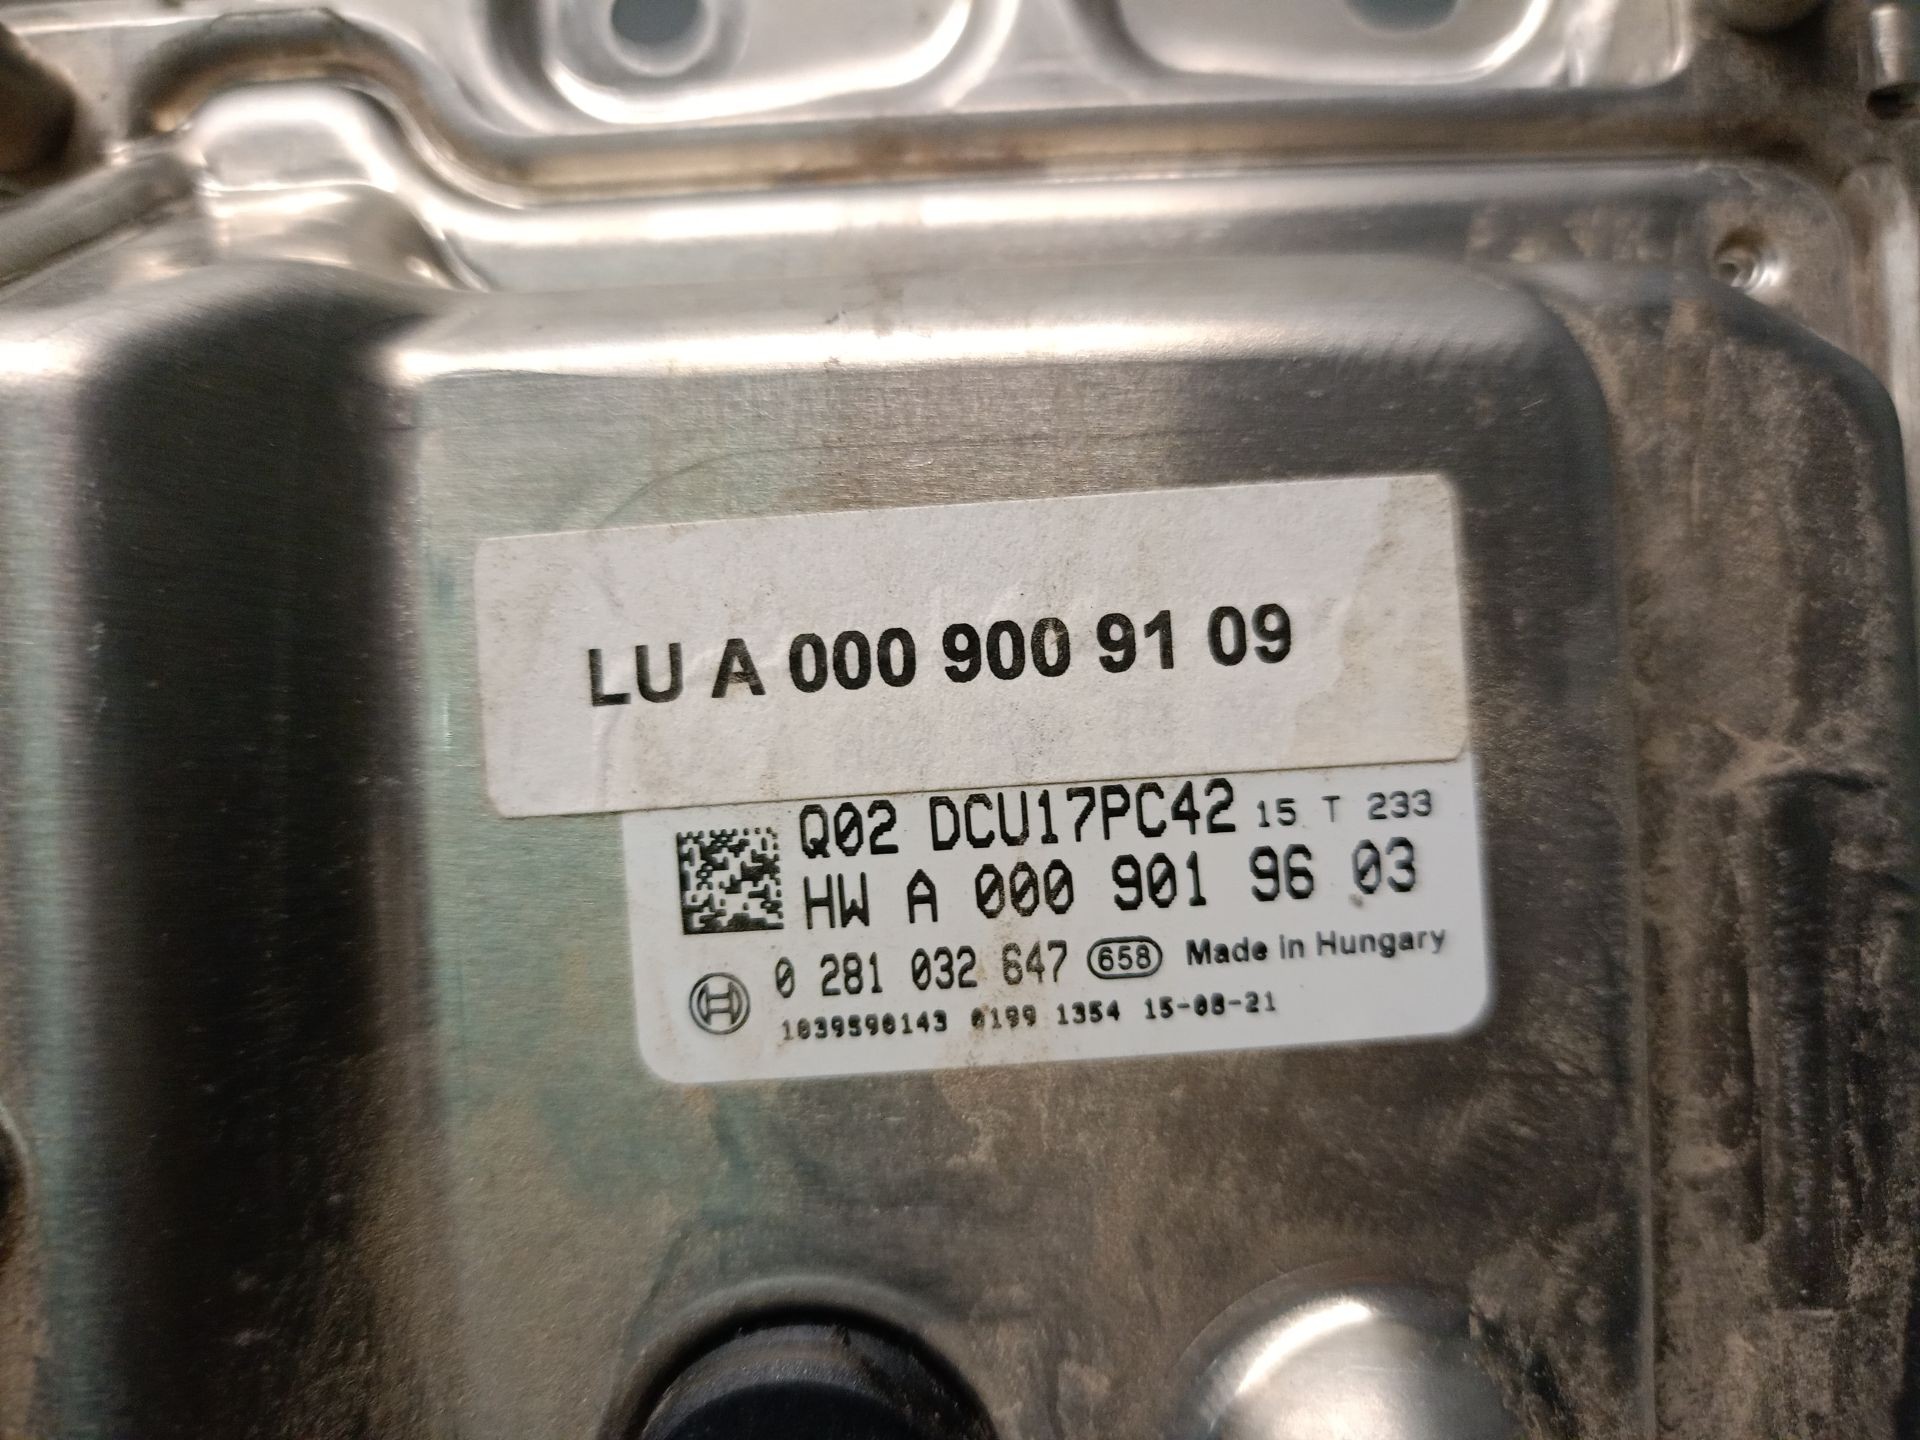 LU A 000 900 91 09
Q02 DCU17PC42 15 T 233
HW A 000 901 96 03
0 281 032 647 658 Made in Hungary
1039S90143 0199 1354 15-08-21